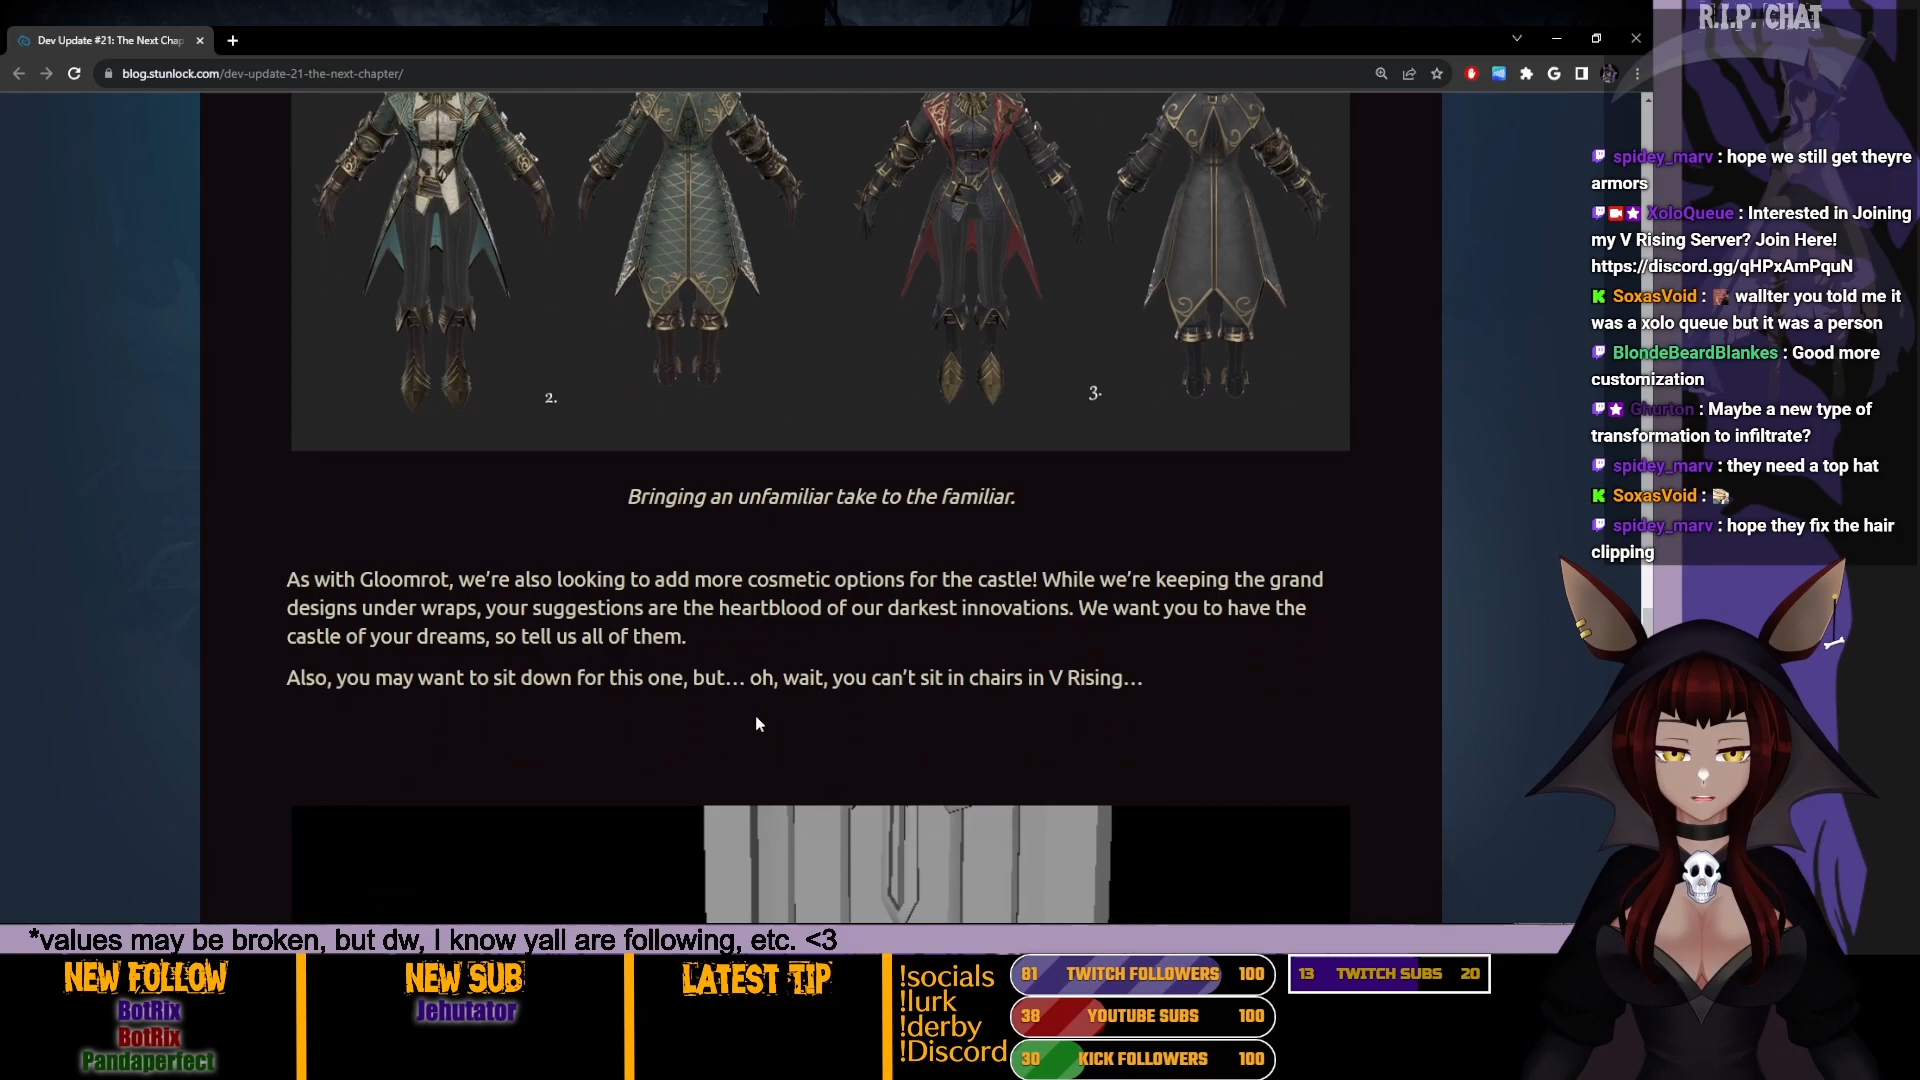 R.I.P. CHAT
Dev Update #21: The Next Chap
blog.stunlock.com/dev-update-21-the-next-chapter/
2.
3.
Bringing an unfamiliar take to the familiar.
As with Gloomrot, we're also looking to add more cosmetic options for the castle! While we're keeping the grand
designs under wraps, your suggestions are the heartblood of our darkest innovations. We want you to have the
castle of your dreams, so tell us all of them.
Also, you may want to sit down for this one, but… oh, wait, you can't sit in chairs in V Rising…
spidey_marv : hope we still get theyre
armors
XoloQueue : Interested in Joining
my V Rising Server? Join Here!
https://discord.gg/qHPxAmPquN
SoxasVoid : wallter you told me it
was a xolo queue but it was a person
BlondeBeardBlankes : Good more
customization
Ghurton : Maybe a new type of
transformation to infiltrate?
spidey_marv : they need a top hat
SoxasVoid :
spidey_marv : hope they fix the hair
clipping
*values may be broken, but dw, I know yall are following, etc. <3
NEW FOLLOW
BotRix
BotRix
Pandaperfect
NEW SUB
Jehutator
LATEST TIP
!socials
!lurk
!derby
!Discord
81 TWITCH FOLLOWERS 100
38 YOUTUBE SUBS 100
30 KICK FOLLOWERS 100
13 TWITCH SUBS 20